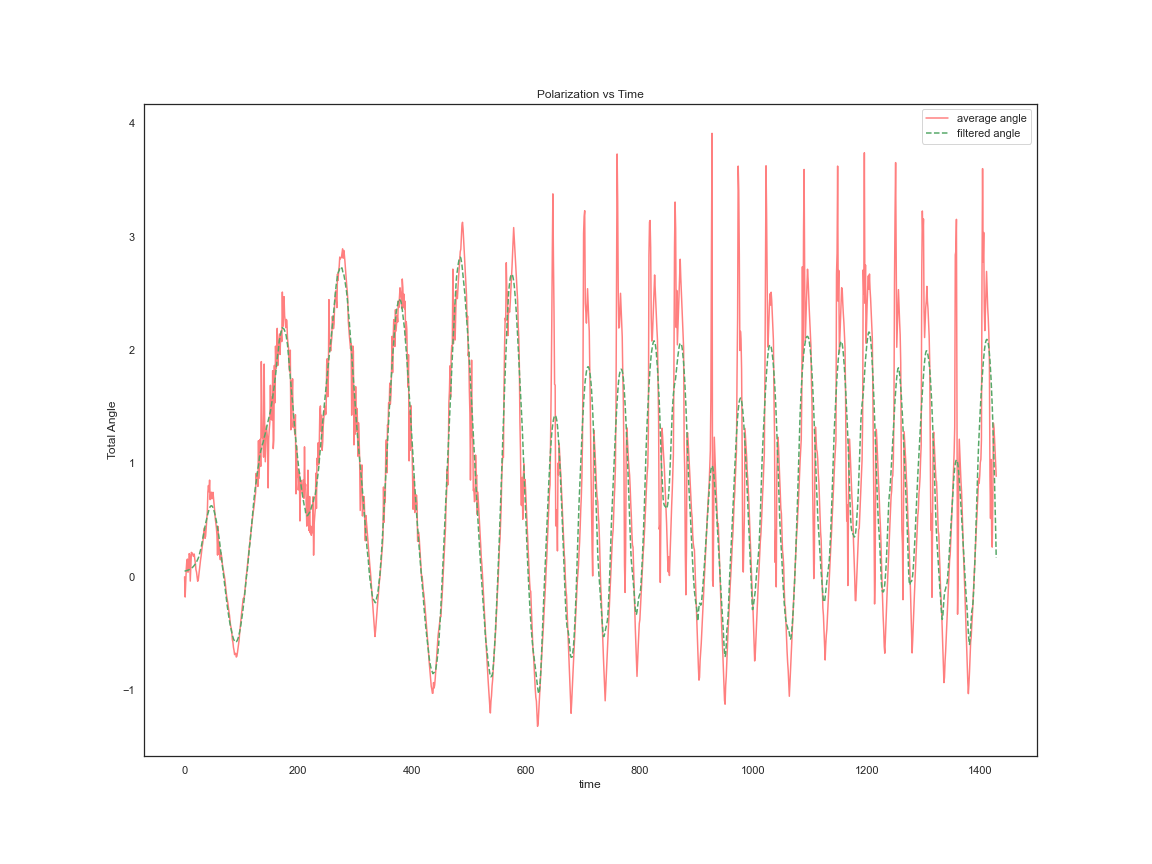 Polarization vs Time
average angle
filtered angle
Total Angle
4
3
2
1
0
−1
0 200 400 600 800 1000 1200 1400
time